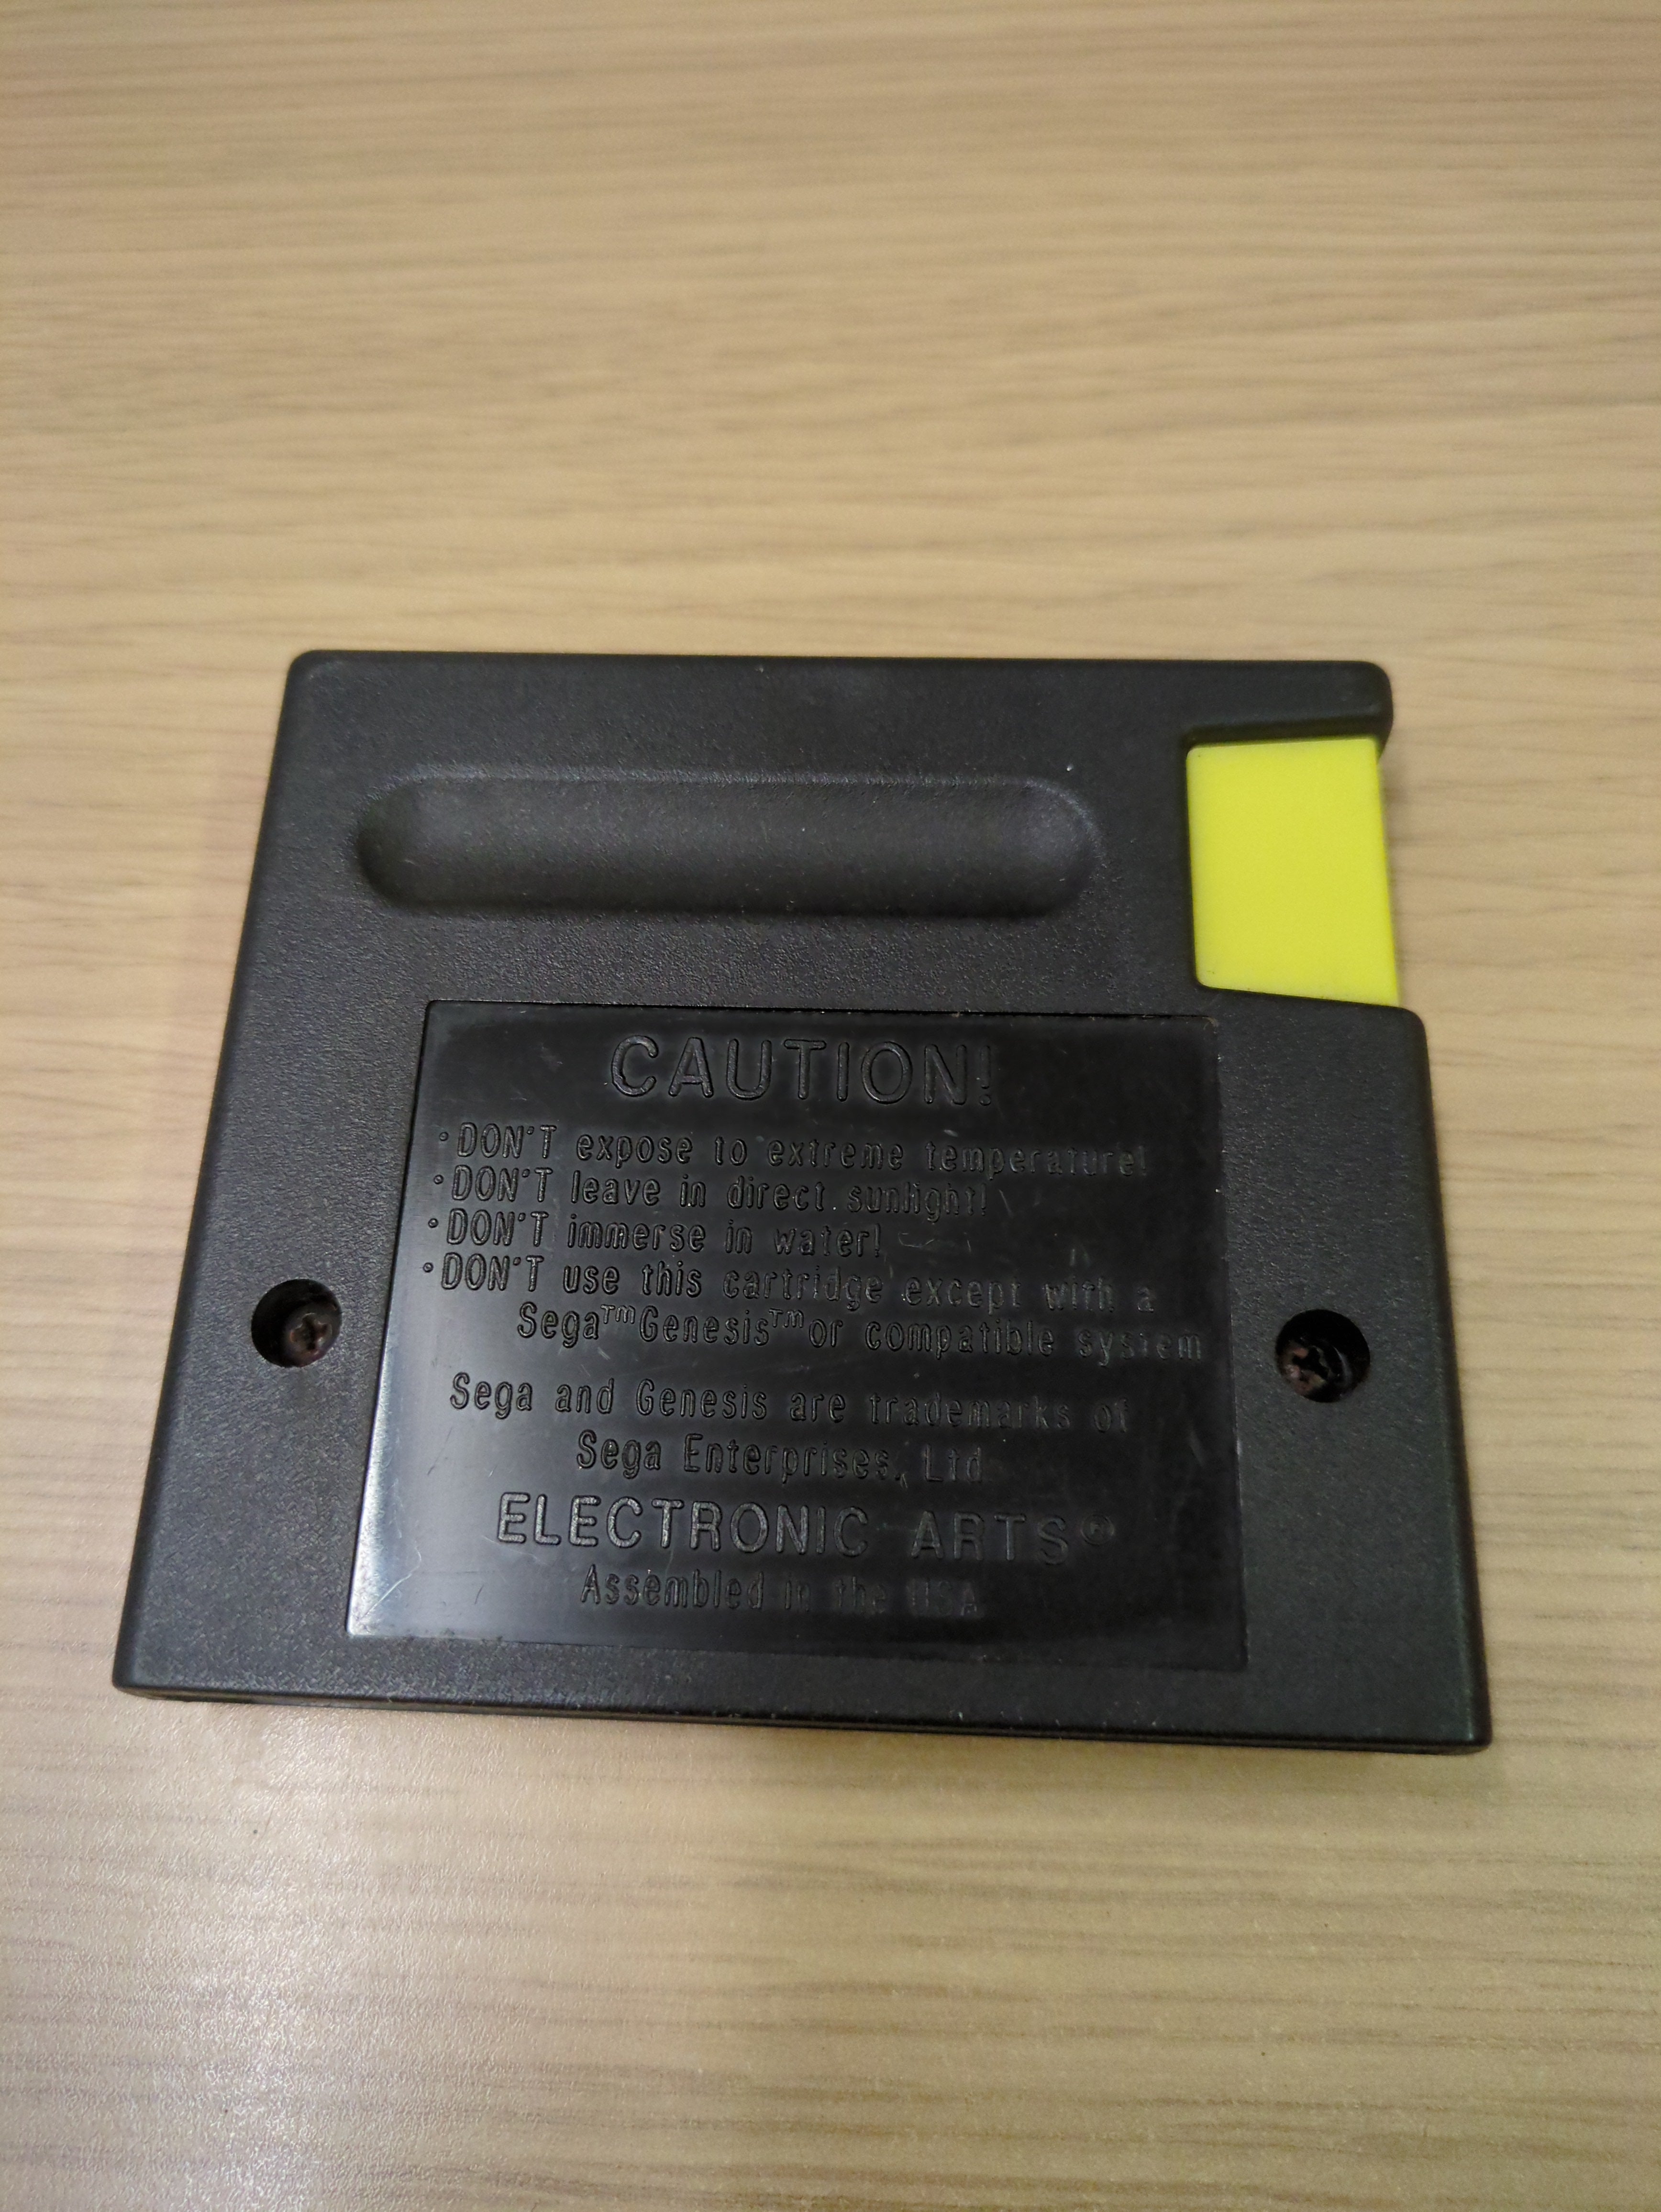 CAUTION!
•DON'T expose to extreme temperature!
•DON'T leave in direct sunlight!
•DON'T immerse in water!
•DON'T use this cartridge except with a
Sega™Genesis™or compatible system
Sega and Genesis are trademarks of
Sega Enterprises, Ltd.
ELECTRONIC ARTS®
Assembled in the USA